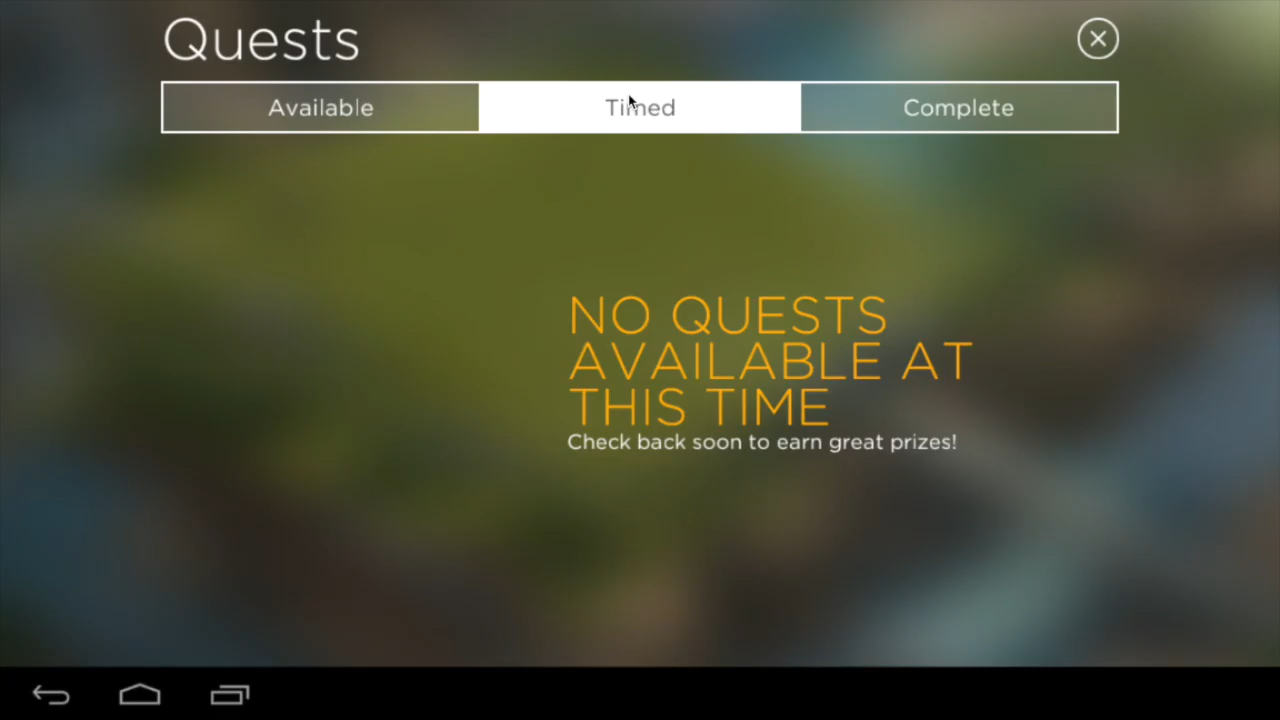 Quests
Available
Timed
Complete
NO QUESTS
AVAILABLE AT
THIS TIME
Check back soon to earn great prizes!